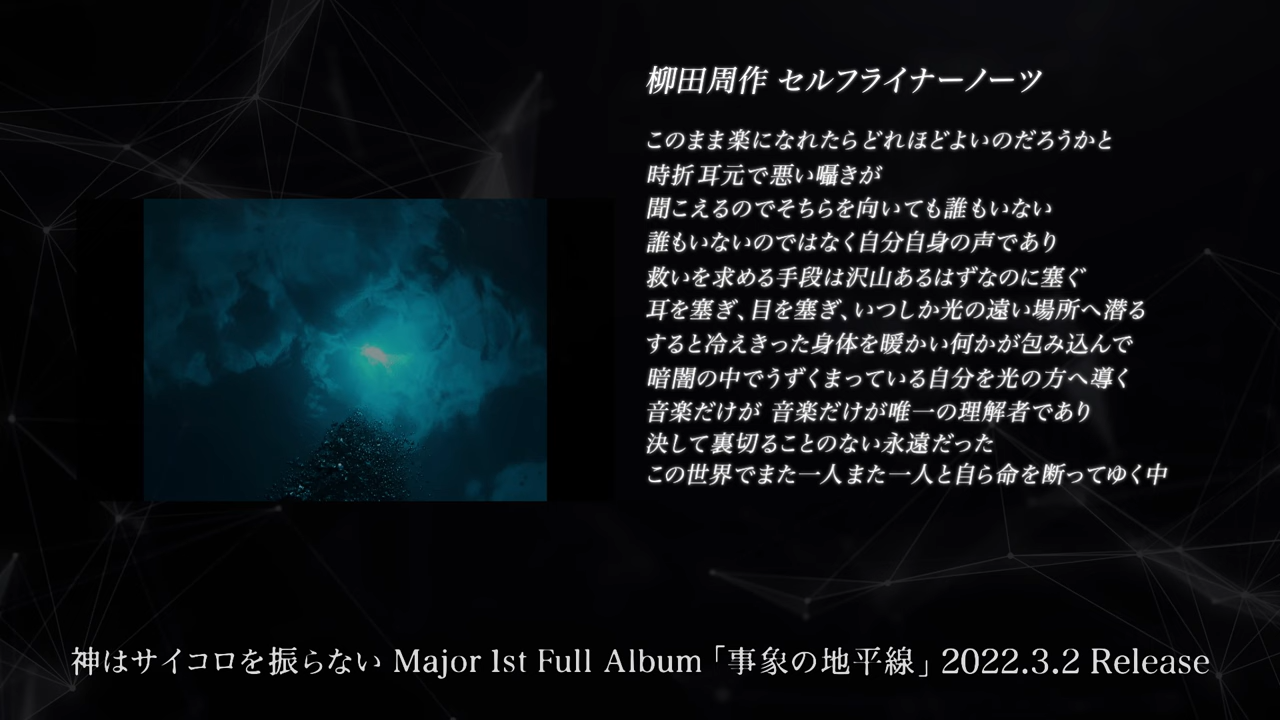 柳田周作 セルフライナーノーツ
このまま楽になれたらどれほどよいのだろうかと
時折 耳元で悪い囁きが
聞こえるのでそちらを向いても誰もいない
誰もいないのではなく自分自身の声であり
救いを求める手段は沢山あるはずなのに塞ぐ
耳を塞ぎ、目を塞ぎ、いつしか光の遠い場所へ潜る
すると冷えきった身体を暖かい何かが包み込んで
暗闇の中でうずくまっている自分を光の方へ導く
音楽だけが 音楽だけが唯一の理解者であり
決して裏切ることのない永遠だった
この世界でまた一人また一人と自ら命を断ってゆく中
神はサイコロを振らない Major 1st Full Album「事象の地平線」2022.3.2 Release